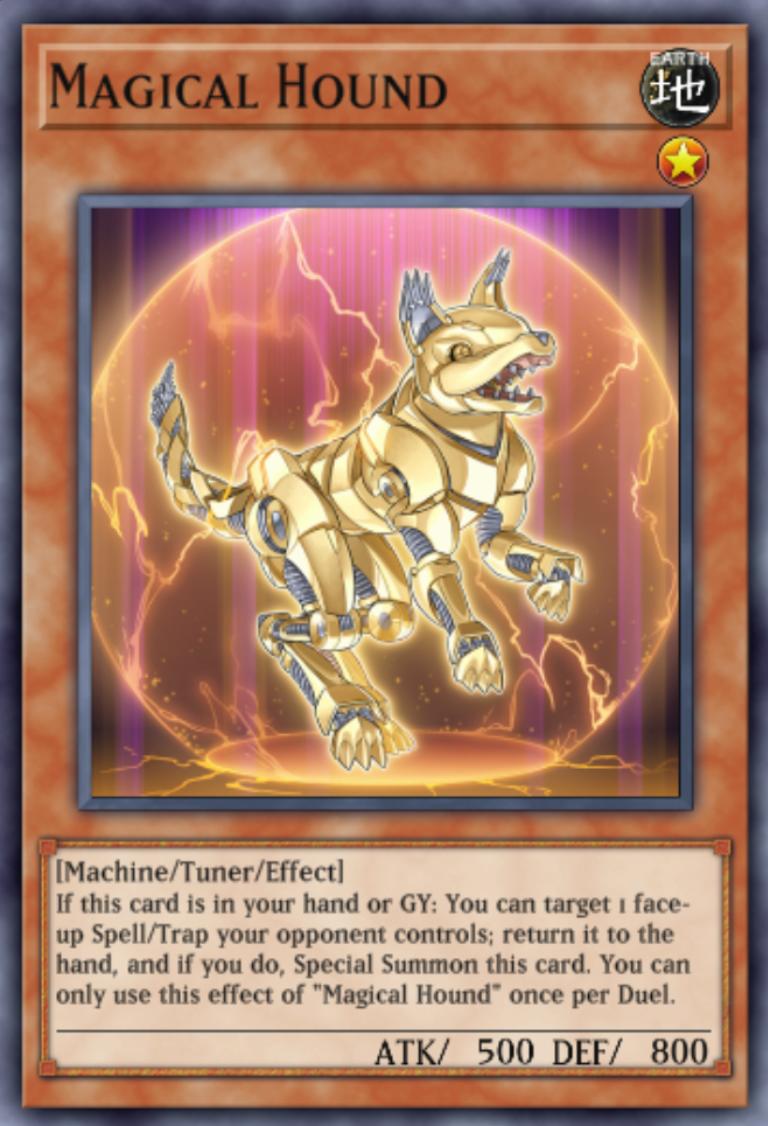 Magical Hound
EARTH
地
[Machine/Tuner/Effect]
If this card is in your hand or GY: You can target 1 face-
up Spell/Trap your opponent controls; return it to the
hand, and if you do, Special Summon this card. You can
only use this effect of "Magical Hound" once per Duel.
ATK/ 500 DEF/ 800